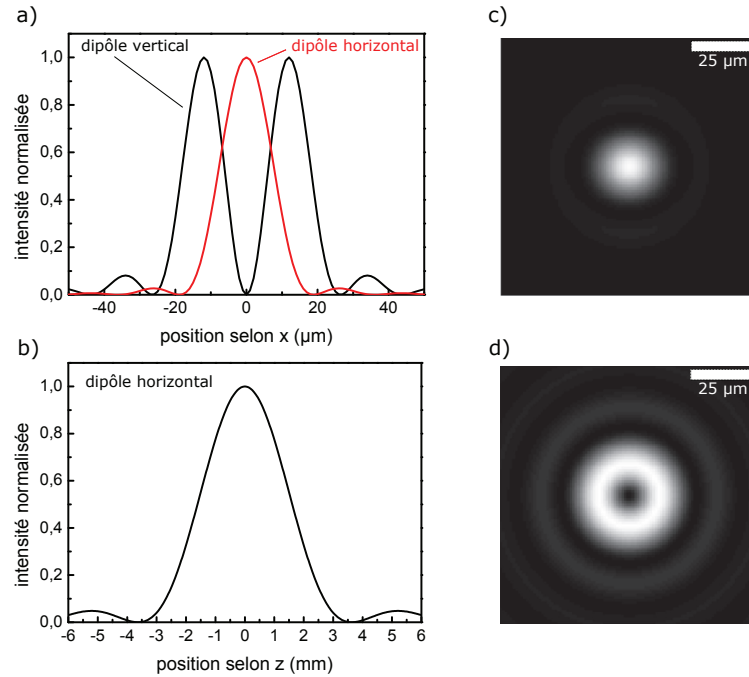 a)
dipôle vertical
dipôle horizontal
1,0
0,8
0,6
0,4
0,2
0,0
-40
-20
0
20
40
intensité normalisée
position selon x (µm)
b)
dipôle horizontal
1,0
0,8
0,6
0,4
0,2
0,0
-6
-5
-4
-3
-2
-1
0
1
2
3
4
5
6
intensité normalisée
position selon z (mm)
c)
25 µm
d)
25 µm